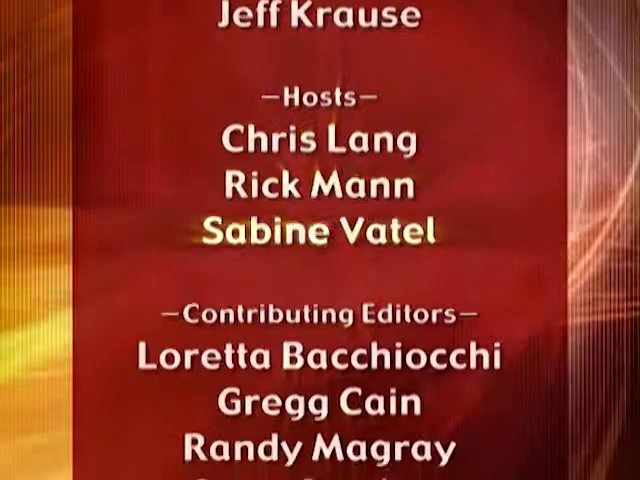 Jeff Krause
—Hosts—
Chris Lang
Rick Mann
Sabine Vatel
—Contributing Editors—
Loretta Bacchiocchi
Gregg Cain
Randy Magray